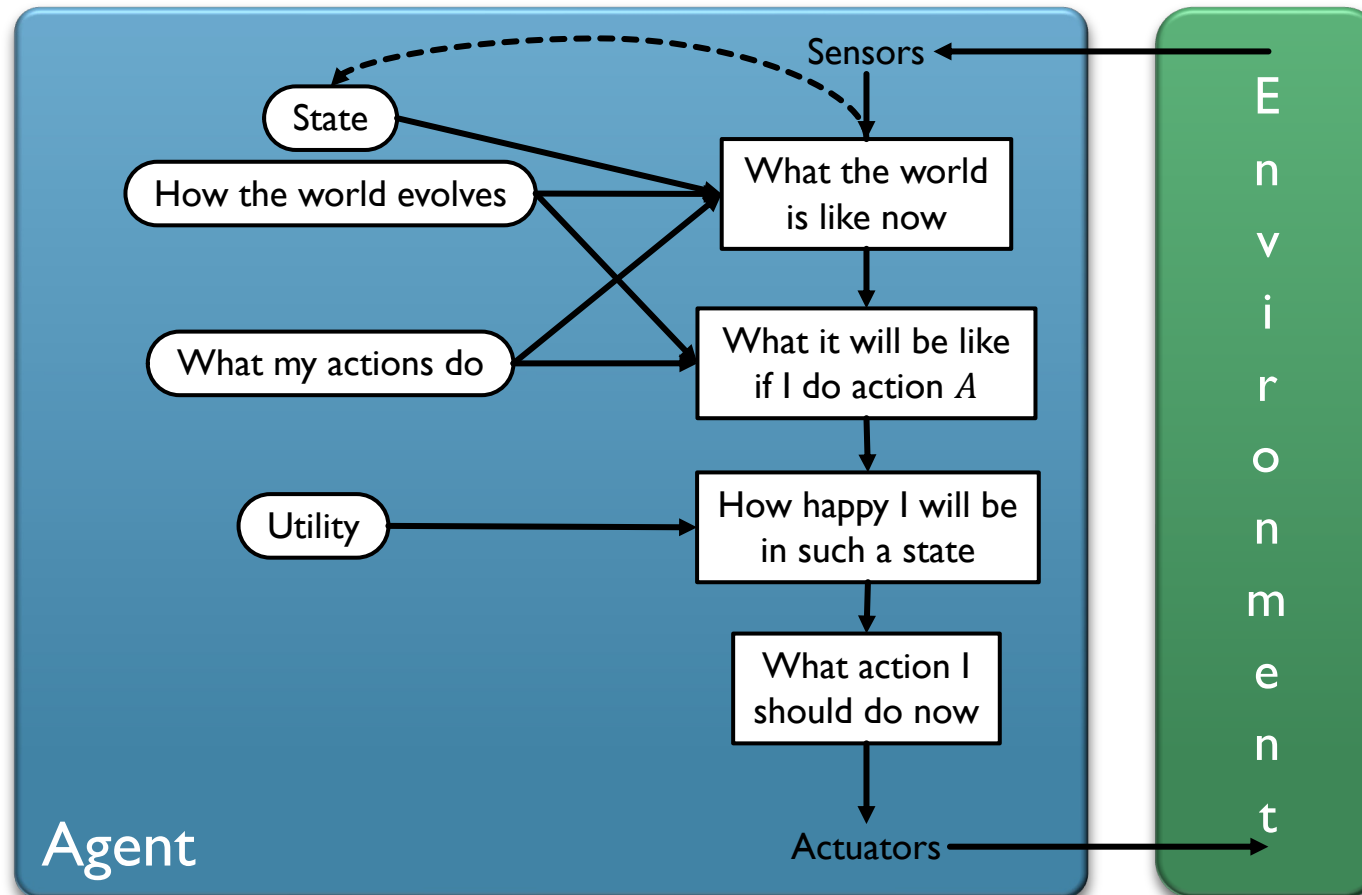 Sensors
State
How the world evolves
What the world
is like now
What my actions do
What it will be like
if I do action A
Utility
How happy I will be
in such a state
What action I
should do now
Actuators
Agent
E
n
v
i
r
o
n
m
e
n
t